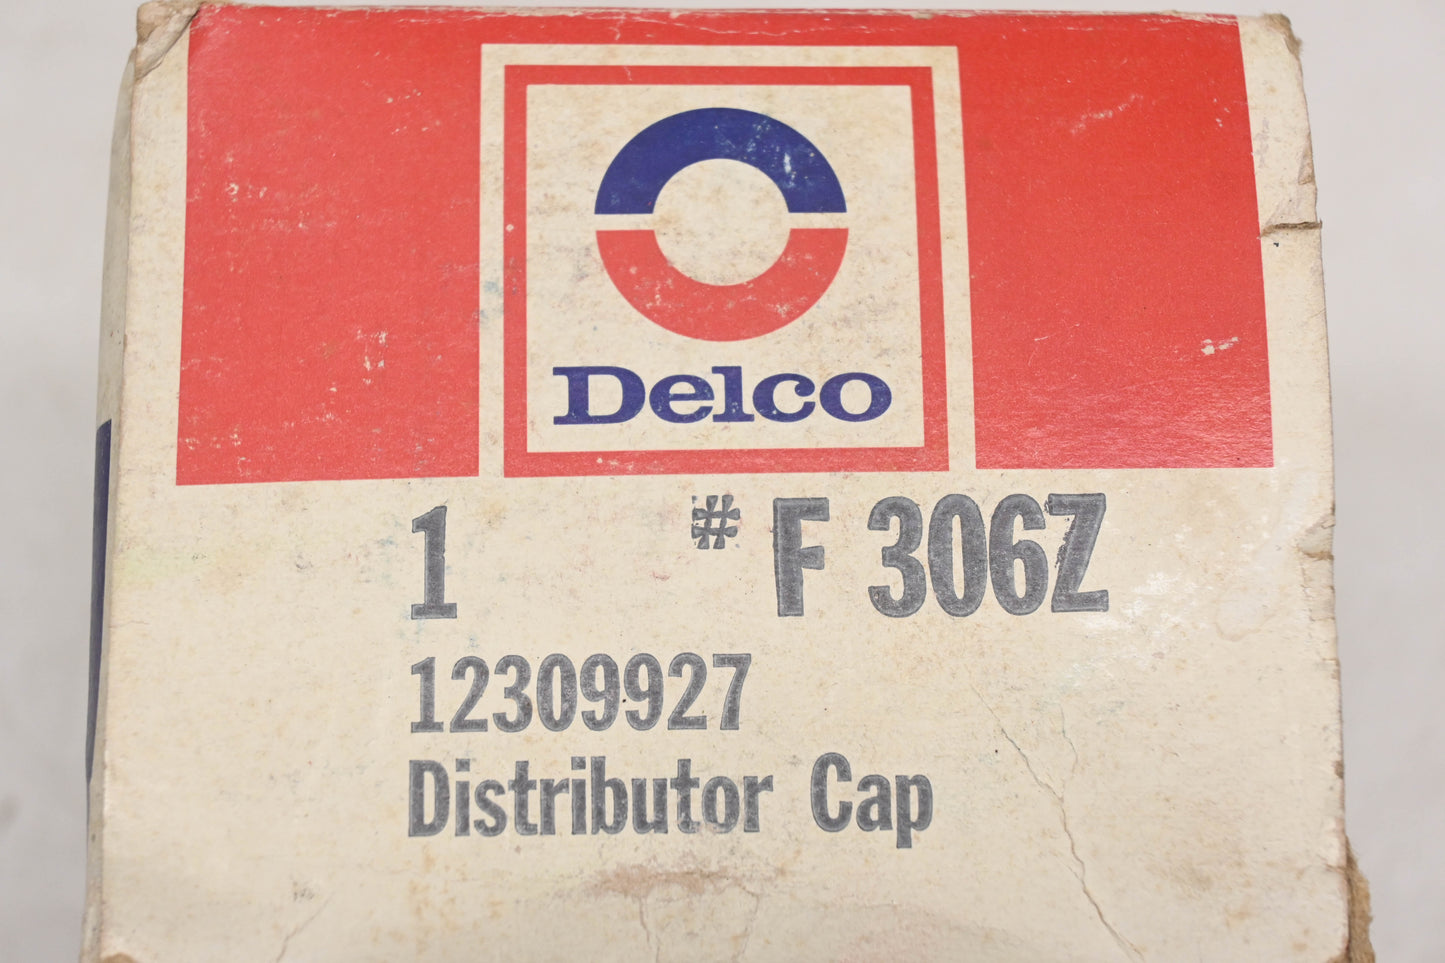 Delco
1 # F 306Z
12309927
Distributor Cap